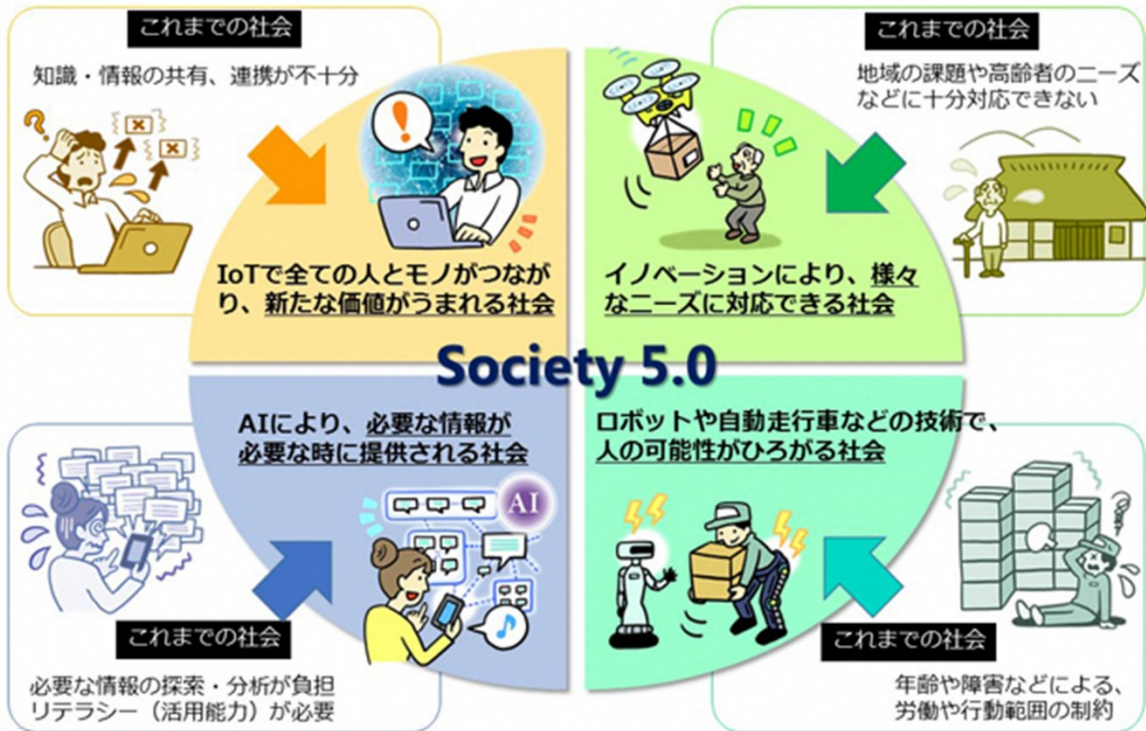 これまでの社会
知識・情報の共有、連携が不十分
IoTで全ての人とモノがつなが
り、新たな価値がうまれる社会
これまでの社会
地域の課題や高齢者のニーズ
などに十分対応できない
イノベーションにより、様々
なニーズに対応できる社会
Society 5.0
AIにより、必要な情報が
必要な時に提供される社会
AI
これまでの社会
必要な情報の探索・分析が負担
リテラシー（活用能力）が必要
ロボットや自動走行車などの技術で、
人の可能性がひろがる社会
これまでの社会
年齢や障害などによる、
労働や行動範囲の制約